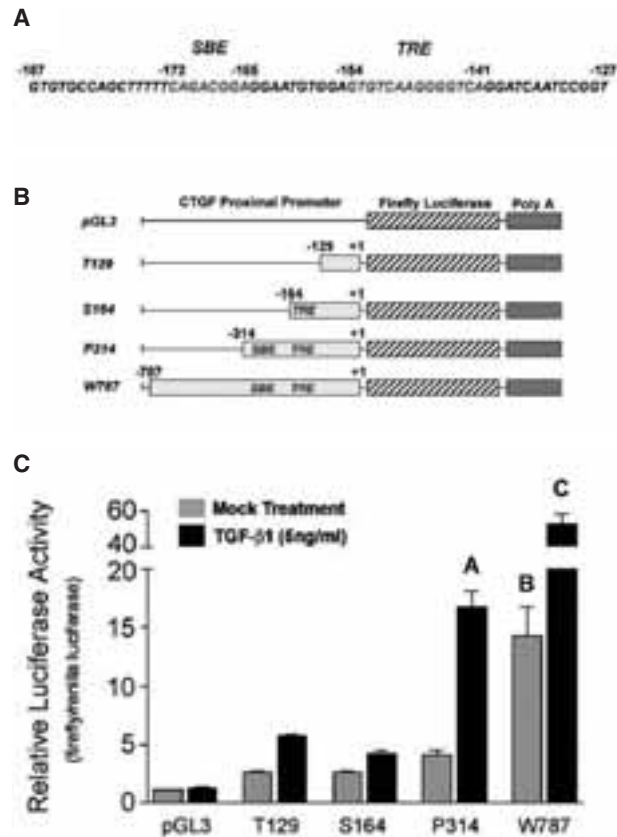 A
SBE TRE
-187 -172 -165 -154 -141 -127
GTGTGCCAGCTTTTTCAGACGGAGGAATGTGGAGTGTCAAGGGGTCAGGATCAATCCGGT
B
CTGF Proximal Promoter Firefly Luciferase Poly A
pGL3
-129 +1
T129
-164 +1
S164 TRE
-314 +1
P314 SBE TRE
-787 +1
W787 SBE TRE
C
Relative Luciferase Activity
(firefly/renilla luciferase)
60
40
20
15
10
5
0
Mock Treatment
TGF-β1 (5ng/ml)
A
B
C
pGL3 T129 S164 P314 W787